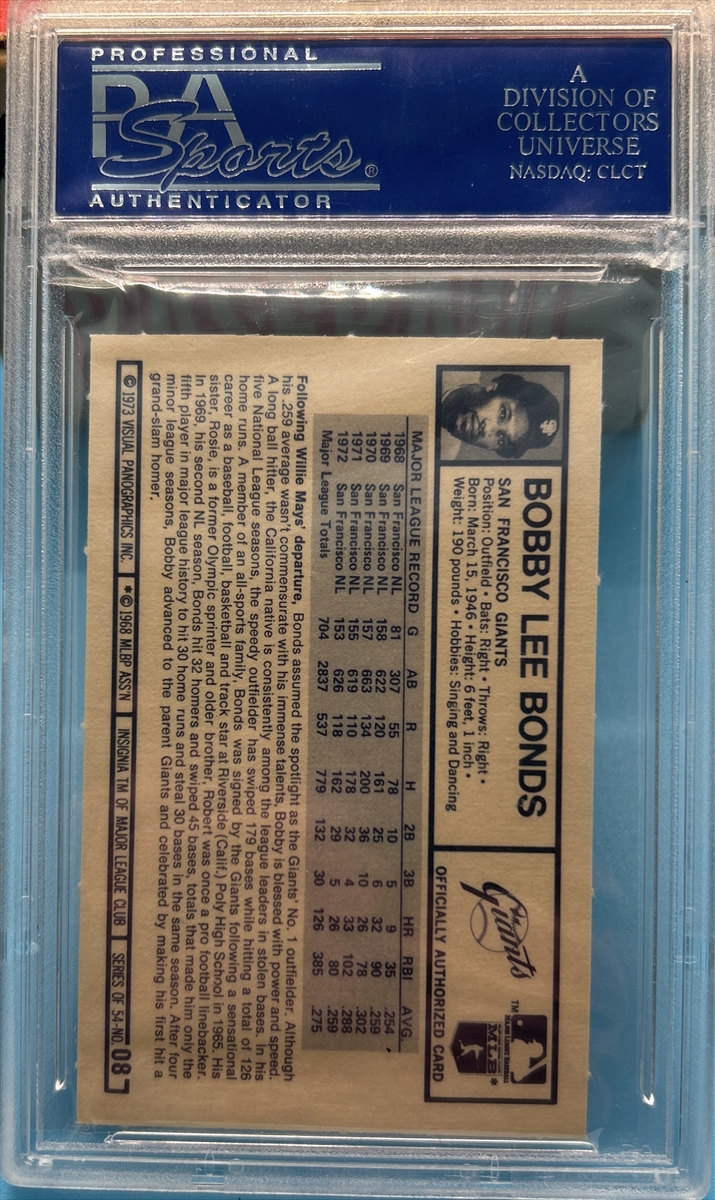 PROFESSIONAL
PSA
Sports®
AUTHENTICATOR
A
DIVISION OF
COLLECTORS
UNIVERSE
NASDAQ: CLCT
BOBBY LEE BONDS
SAN FRANCISCO GIANTS
Position: Outfield • Bats: Right • Throws: Right •
Born: March 15, 1946 • Height: 6 feet, 1 inch •
Weight: 190 pounds • Hobbies: Singing and Dancing
The Giants TM
MAJOR LEAGUE BASEBALL
MLB *
OFFICIALLY AUTHORIZED CARD
MAJOR LEAGUE RECORD G AB R H 2B 3B HR RBI AVG.
1968 San Francisco NL 81 307 55 78 10 5 9 35 .254
1969 San Francisco NL 158 622 120 161 25 6 32 90 .259
1970 San Francisco NL 157 663 134 200 36 10 26 78 .302
1971 San Francisco NL 155 619 110 178 32 4 33 102 .288
1972 San Francisco NL 153 626 118 162 29 5 26 80 .259
Major League Totals 704 2837 537 779 132 30 126 385 .275
Following Willie Mays' departure, Bonds assumed the spotlight as the Giants' No. 1 outfielder. Although
his .259 average wasn't commensurate with his immense talents, Bobby is blessed with power and speed.
A long ball hitter, the California native is consistently among the league leaders in stolen bases. In his
five National League seasons, the speedy outfielder has swiped 179 bases while hitting a total of 126
home runs. A member of an all-sports family, Bonds was signed by the Giants following a sensational
career as a baseball, football, basketball and track star at Riverside (Calif.) Poly High School in 1965. His
sister, Rosie, is a former Olympic sprinter and older brother, Robert was once a pro football linebacker.
In 1969, his second NL season, Bonds hit 32 homers and swiped 45 bases, totals that made him only the
fifth player in major league history to hit 30 home runs and steal 30 bases in the same season. After four
minor league seasons, Bobby advanced to the parent Giants and celebrated by making his first hit a
grand-slam homer.
© 1973 VISUAL PANOGRAPHICS INC. *© 1968 MLBP ASS'N INSIGNIA TM OF MAJOR LEAGUE CLUB SERIES OF 54-NO. 087